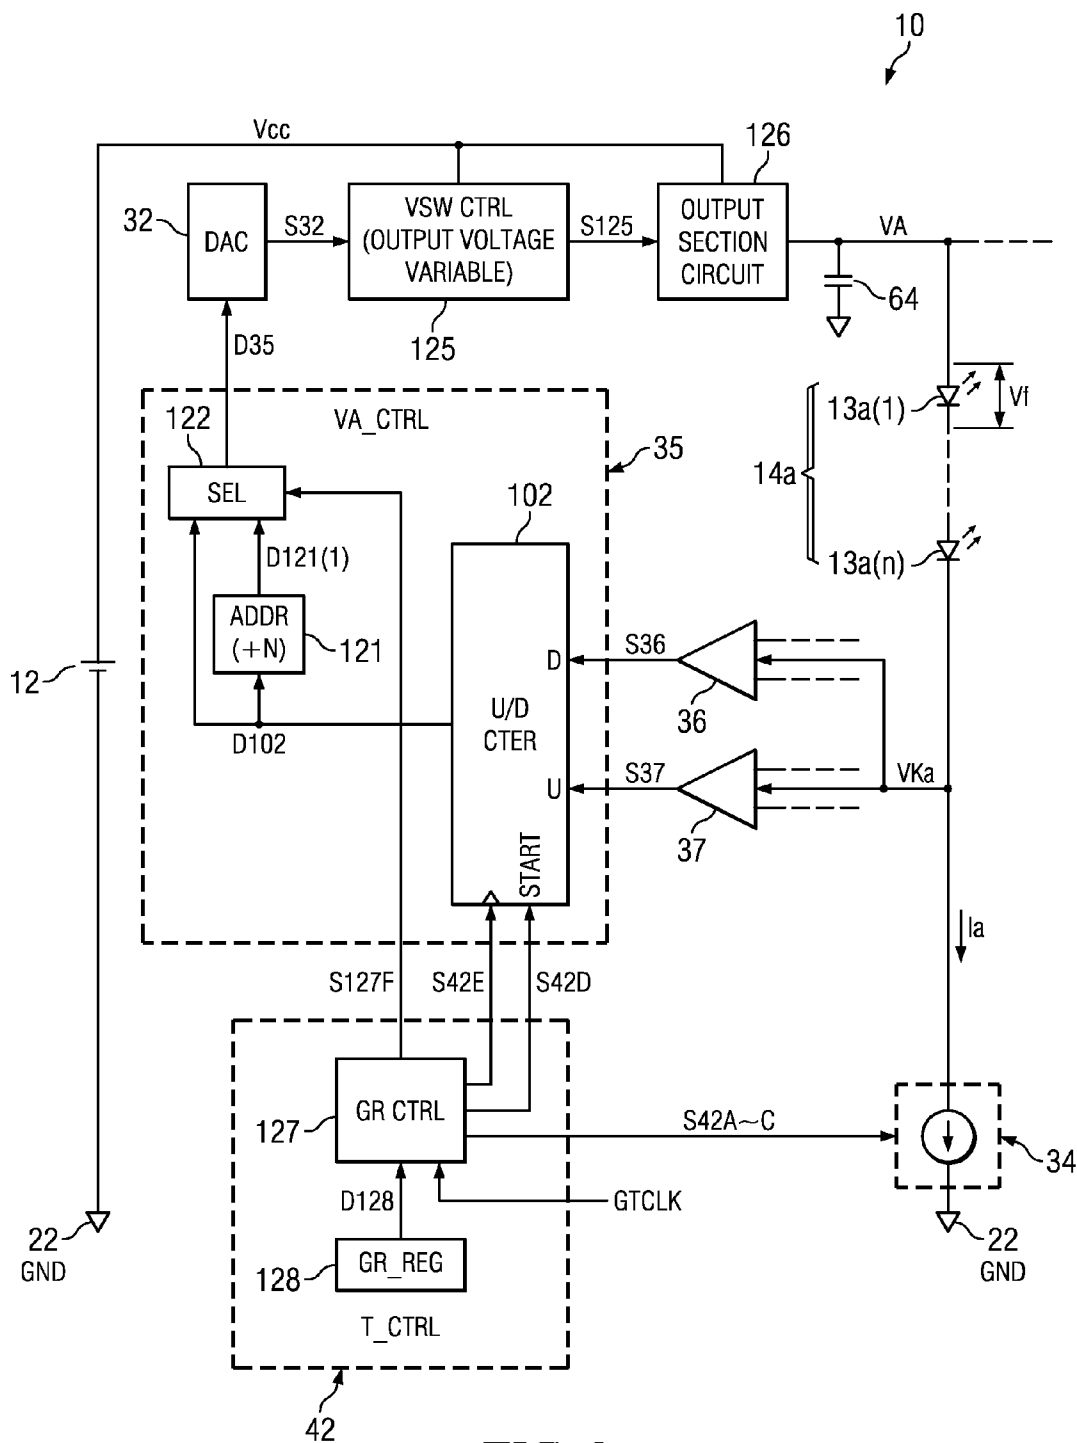 10
Vcc
126
32
DAC
S32
VSW CTRL
(OUTPUT VOLTAGE
VARIABLE)
S125
OUTPUT
SECTION
CIRCUIT
VA
64
125
D35
VA_CTRL
122
SEL
35
102
13a(1)
Vf
14a
13a(n)
D121(1)
ADDR
(+N)
121
12
D102
U/D
CTER
D
S36
36
U
S37
37
VKa
START
Ia
S127F
S42E
S42D
127
GR CTRL
S42A~C
34
D128
GTCLK
128
GR_REG
T_CTRL
42
22
GND
22
GND